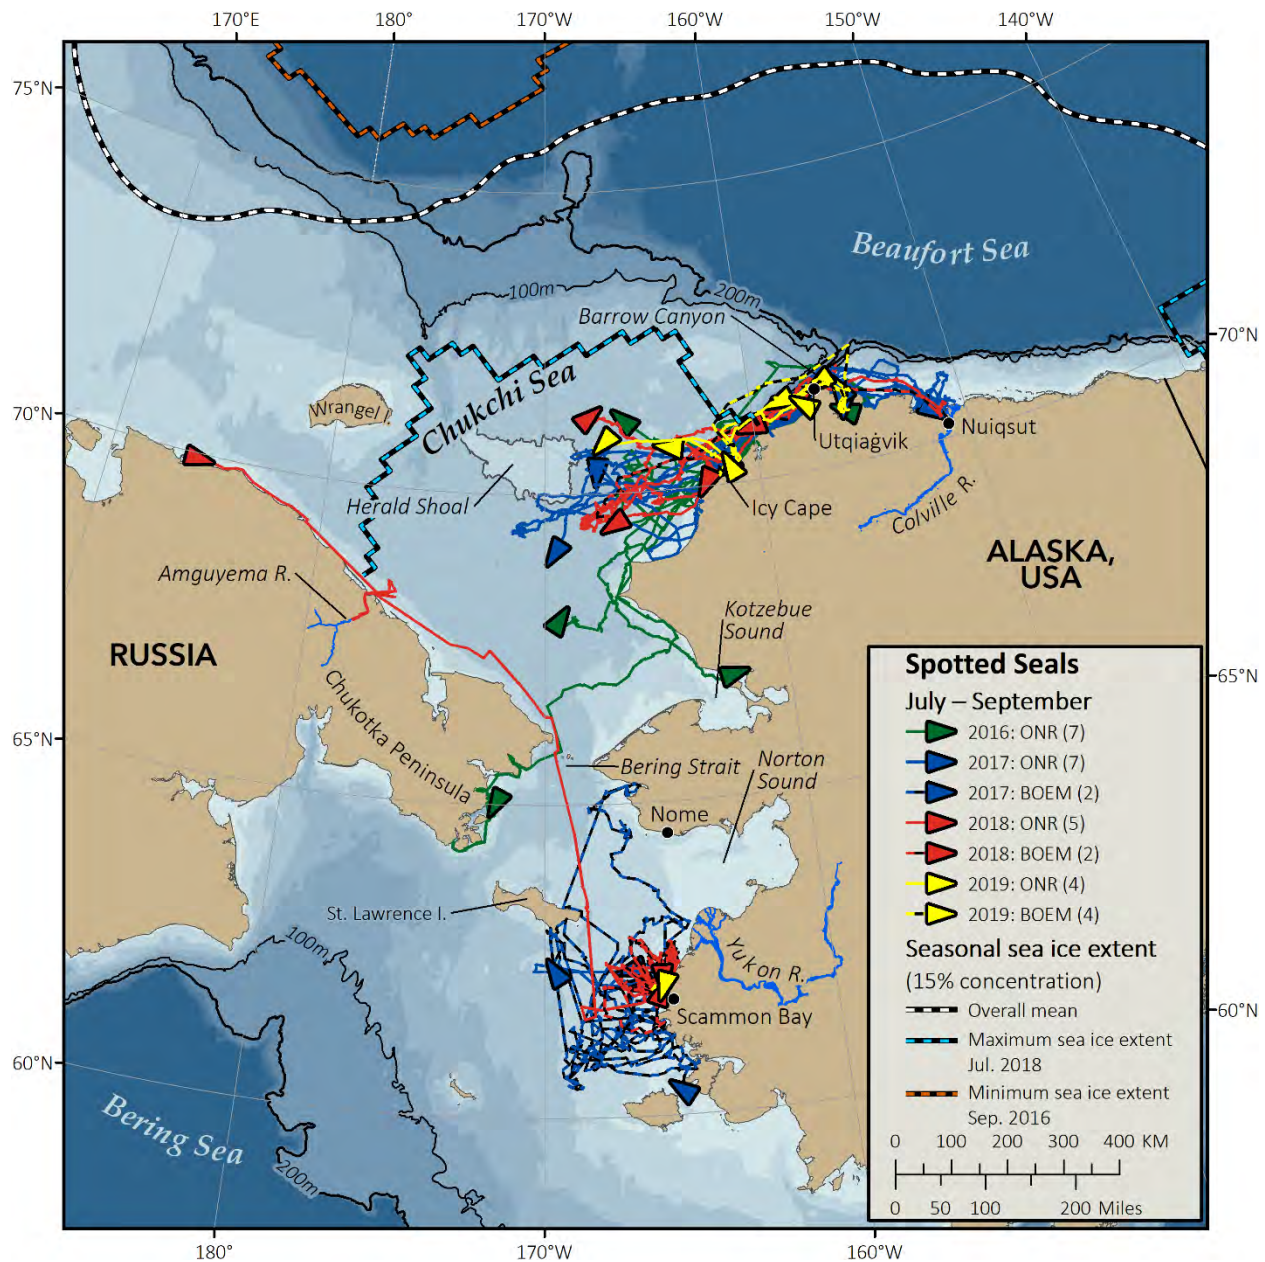 170°E 180° 170°W 160°W 150°W 140°W
75°N
Beaufort Sea
100m
200m
Barrow Canyon
70°N
Chukchi Sea
Wrangel I.
70°N
Utqiaġvik
Nuiqsut
Herald Shoal
Icy Cape
Colville R.
ALASKA,
USA
Amguyema R.
Kotzebue
Sound
RUSSIA
65°N
Chukotka Peninsula
65°N
Bering Strait
Norton
Sound
Nome
St. Lawrence I.
100m
Yukon R.
Scammon Bay
60°N
60°N
Bering Sea
200m
Spotted Seals
July – September
2016: ONR (7)
2017: ONR (7)
2017: BOEM (2)
2018: ONR (5)
2018: BOEM (2)
2019: ONR (4)
2019: BOEM (4)
Seasonal sea ice extent
(15% concentration)
Overall mean
Maximum sea ice extent
Jul. 2018
Minimum sea ice extent
Sep. 2016
0 100 200 300 400 KM
0 50 100 200 Miles
180° 170°W 160°W